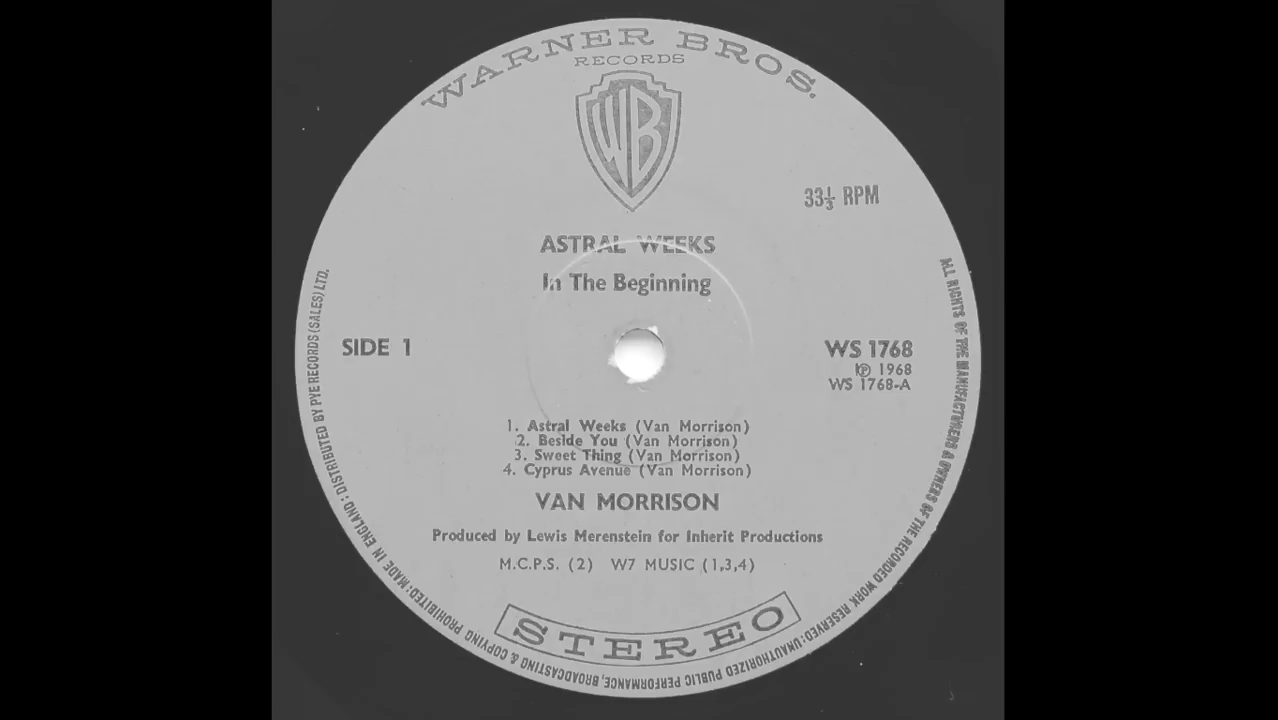 WARNER BROS.
RECORDS
WB
33⅓ RPM
ASTRAL WEEKS
In The Beginning
SIDE 1
WS 1768
℗ 1968
WS 1768-A
1. Astral Weeks (Van Morrison)
2. Beside You (Van Morrison)
3. Sweet Thing (Van Morrison)
4. Cyprus Avenue (Van Morrison)
VAN MORRISON
Produced by Lewis Merenstein for Inherit Productions
M.C.P.S. (2) W7 MUSIC (1,3,4)
STEREO
ALL RIGHTS OF THE MANUFACTURERS & OWNERS OF THE RECORDED WORK RESERVED: UNAUTHORIZED PUBLIC PERFORMANCE, BROADCASTING & COPYING PROHIBITED: MADE IN ENGLAND: DISTRIBUTED BY PYE RECORDS (SALES) LTD.